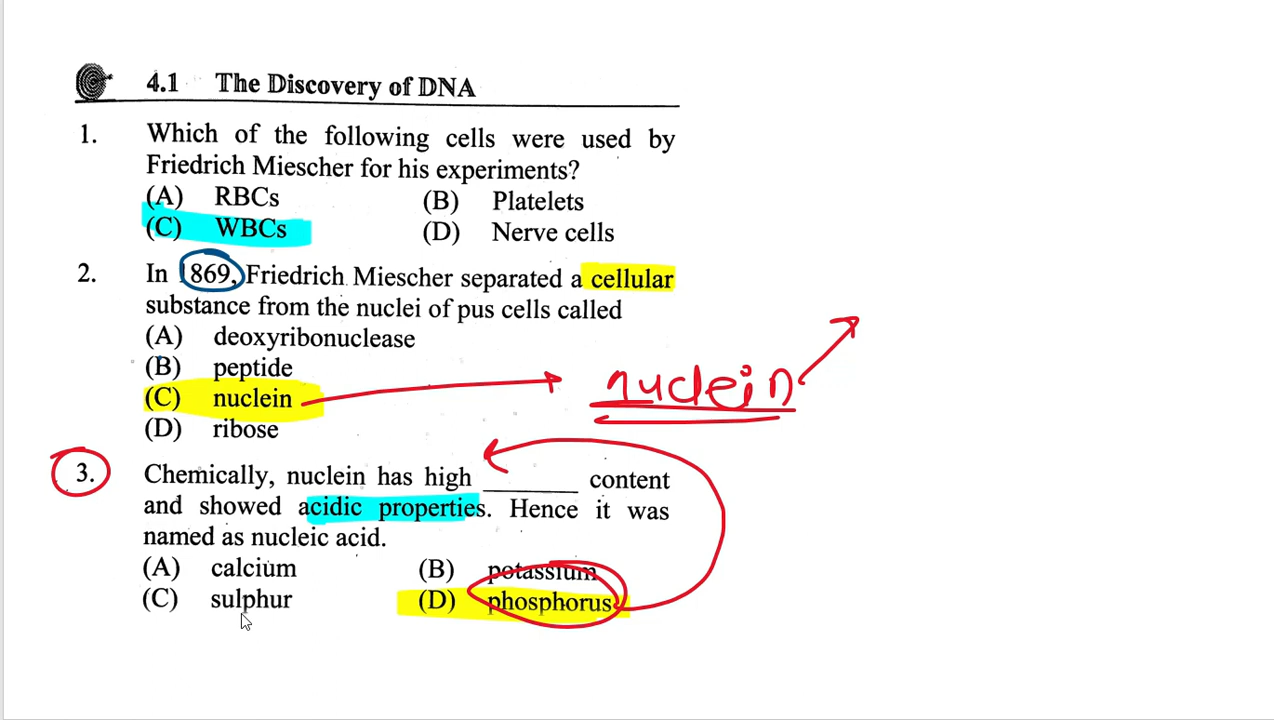 4.1 The Discovery of DNA
1. Which of the following cells were used by
Friedrich Miescher for his experiments?
(A) RBCs (B) Platelets
(C) WBCs (D) Nerve cells
2. In 1869, Friedrich Miescher separated a cellular
substance from the nuclei of pus cells called
(A) deoxyribonuclease
(B) peptide
(C) nuclein
nuclein
(D) ribose
3. Chemically, nuclein has high ________ content
and showed acidic properties. Hence it was
named as nucleic acid.
(A) calcium (B) potassium
(C) sulphur (D) phosphorus